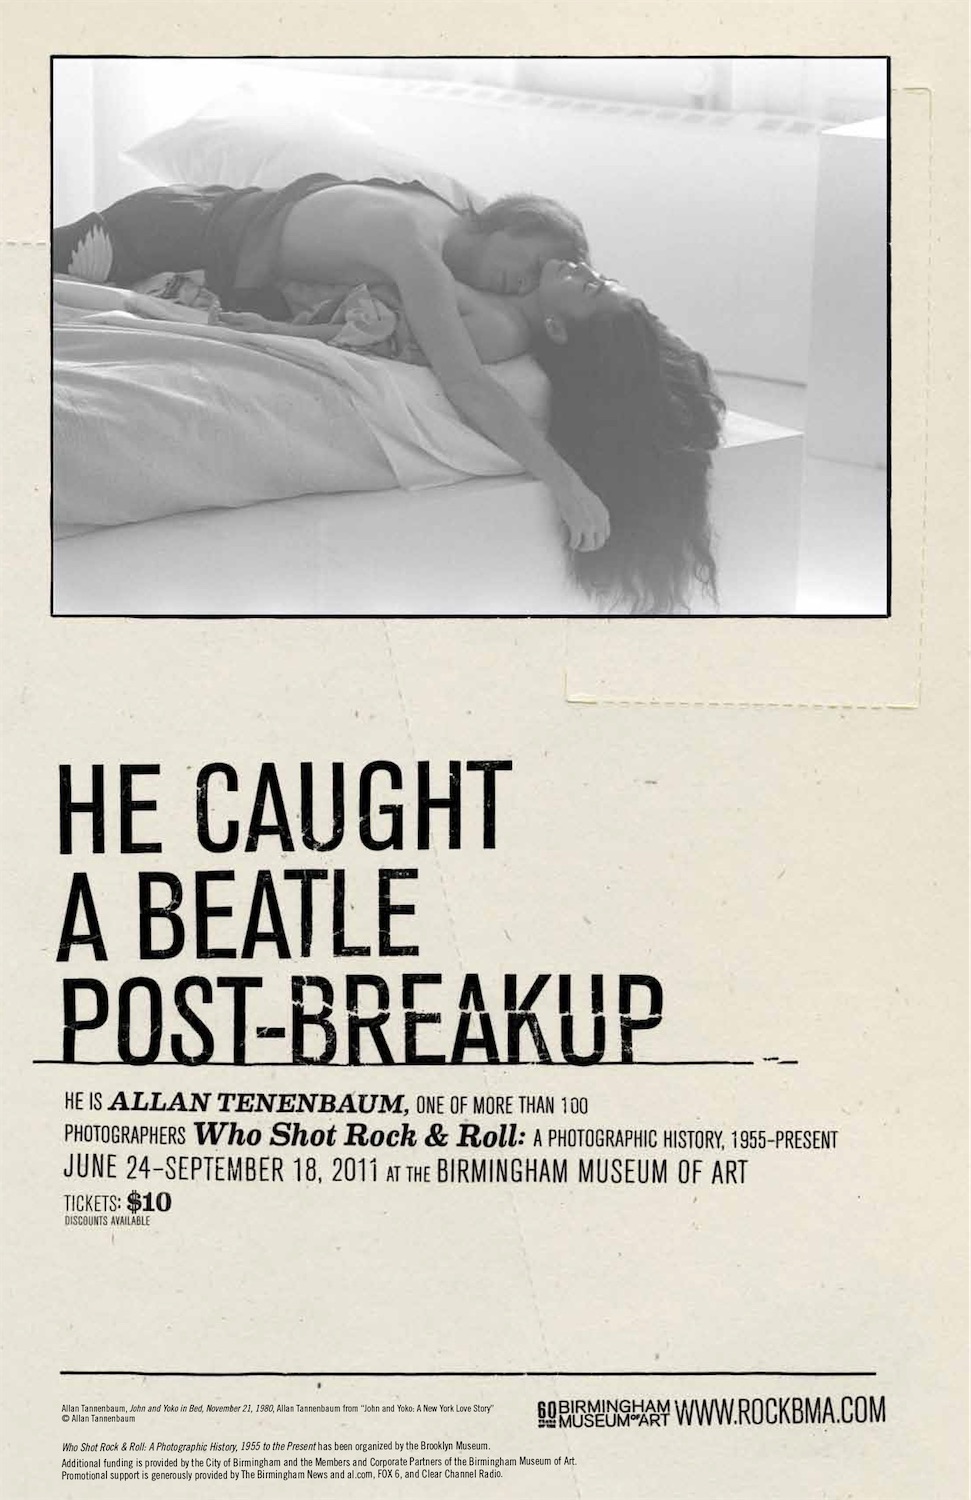 HE CAUGHT
A BEATLE
POST-BREAKUP
HE IS ALLAN TENENBAUM, ONE OF MORE THAN 100
PHOTOGRAPHERS Who Shot Rock & Roll: A PHOTOGRAPHIC HISTORY, 1955-PRESENT
JUNE 24-SEPTEMBER 18, 2011 AT THE BIRMINGHAM MUSEUM OF ART
TICKETS: $10
DISCOUNTS AVAILABLE
Allan Tannenbaum, John and Yoko in Bed, November 21, 1980, Allan Tannenbaum from "John and Yoko: A New York Love Story"
© Allan Tannenbaum
60 BIRMINGHAM
MUSEUM OF ART WWW.ROCKBMA.COM
Who Shot Rock & Roll: A Photographic History, 1955 to the Present has been organized by the Brooklyn Museum.
Additional funding is provided by the City of Birmingham and the Members and Corporate Partners of the Birmingham Museum of Art.
Promotional support is generously provided by The Birmingham News and al.com, FOX 6, and Clear Channel Radio.